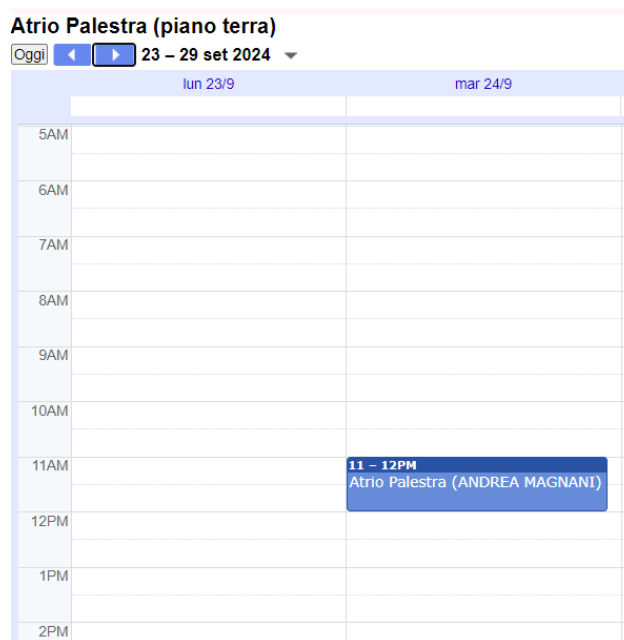 Atrio Palestra (piano terra)
Oggi 23 – 29 set 2024
lun 23/9 mar 24/9
5AM
6AM
7AM
8AM
9AM
10AM
11AM
11 – 12PM
Atrio Palestra (ANDREA MAGNANI)
12PM
1PM
2PM